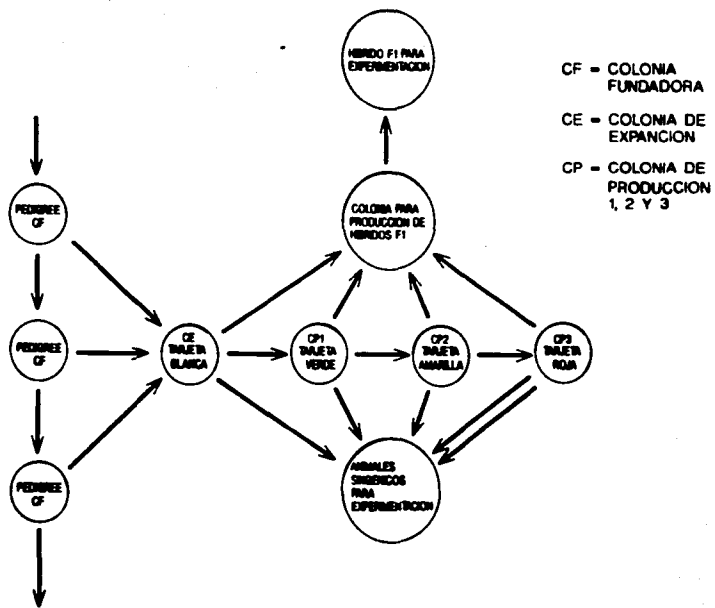 HIBRIDO F1 PARA
EXPERIMENTACION
CF = COLONIA
FUNDADORA
CE = COLONIA DE
EXPANCION
CP = COLONIA DE
PRODUCCION
1, 2 Y 3
PEDIGREE
CF
COLONIA PARA
PRODUCCION DE
HIBRIDOS F1
PEDIGREE
CF
CE
TARJETA
BLANCA
CP1
TARJETA
VERDE
CP2
TARJETA
AMARILLA
CP3
TARJETA
ROJA
PEDIGREE
CF
ANIMALES
SINGENICOS
PARA
EXPERIMENTACION